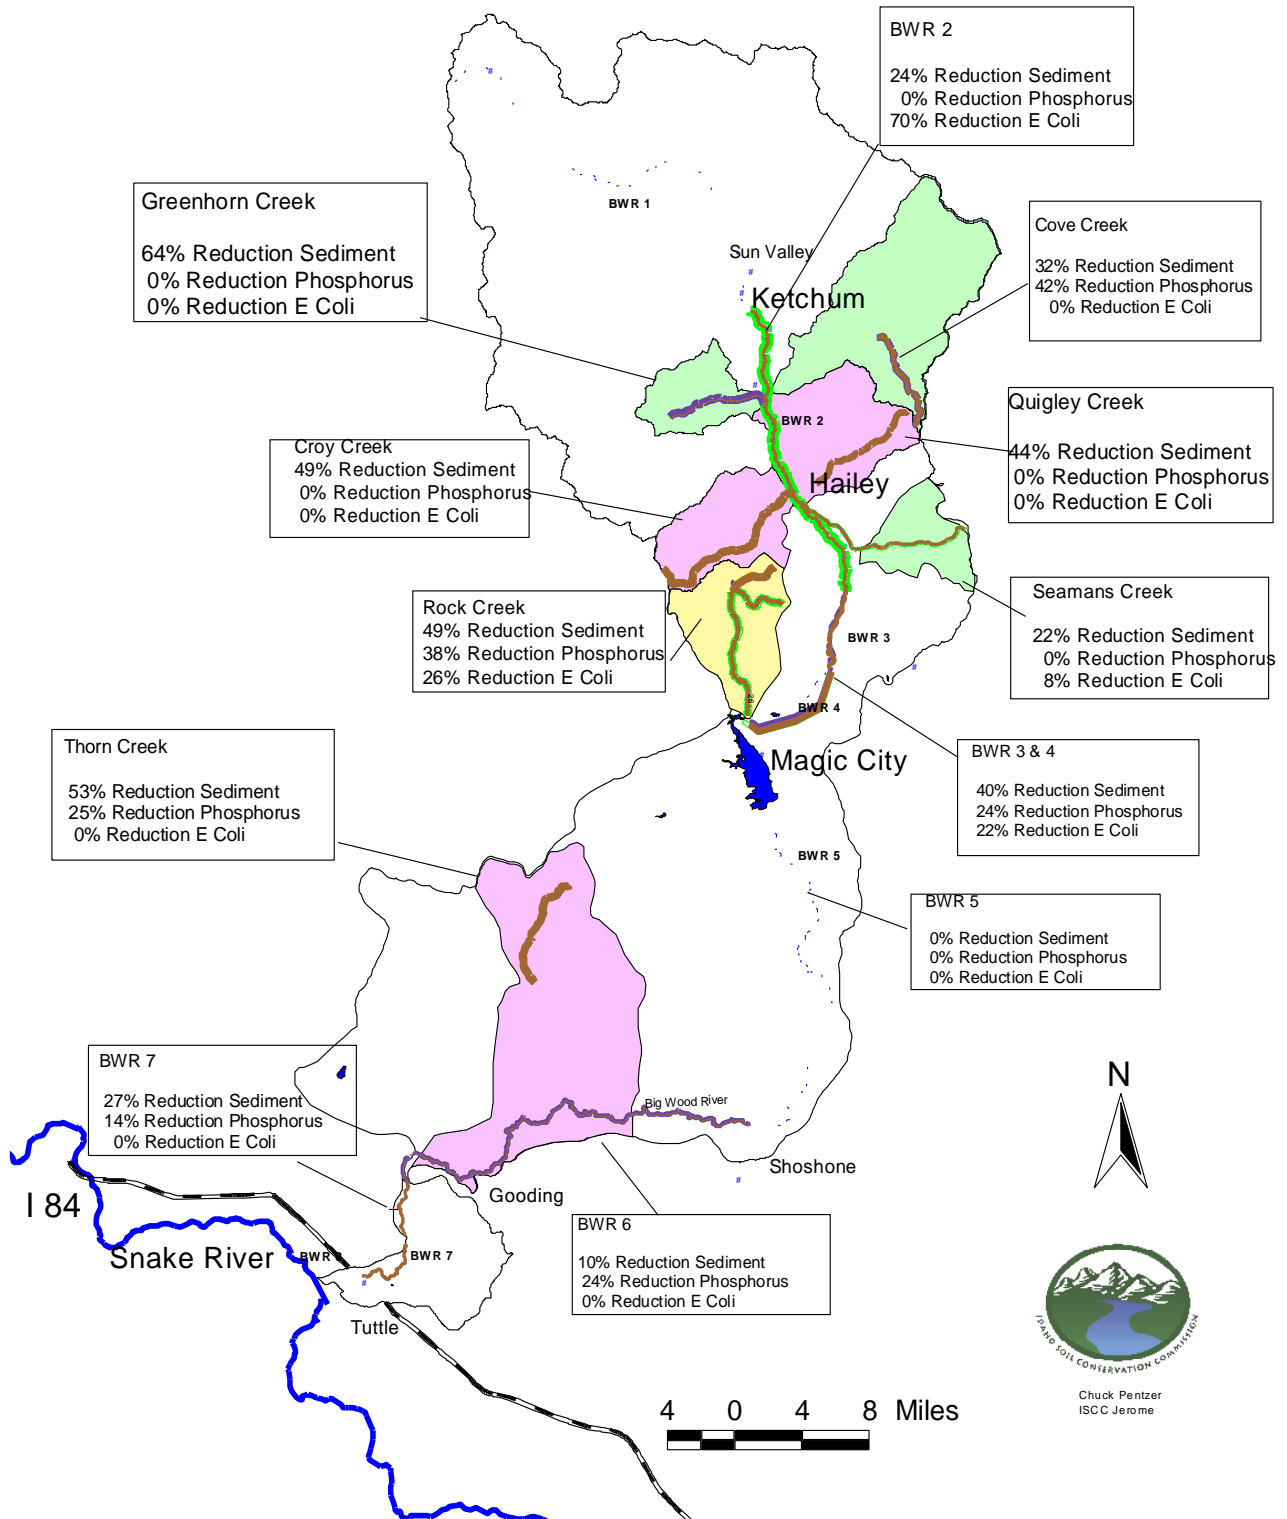 BWR 2
24% Reduction Sediment
0% Reduction Phosphorus
70% Reduction E Coli
BWR 1
Greenhorn Creek
64% Reduction Sediment
0% Reduction Phosphorus
0% Reduction E Coli
Cove Creek
32% Reduction Sediment
42% Reduction Phosphorus
0% Reduction E Coli
Sun Valley
Ketchum
BWR 2
Quigley Creek
44% Reduction Sediment
0% Reduction Phosphorus
0% Reduction E Coli
Croy Creek
49% Reduction Sediment
0% Reduction Phosphorus
0% Reduction E Coli
Hailey
Rock Creek
49% Reduction Sediment
38% Reduction Phosphorus
26% Reduction E Coli
Seamans Creek
22% Reduction Sediment
0% Reduction Phosphorus
8% Reduction E Coli
BWR 3
BWR 4
Magic City
Thorn Creek
53% Reduction Sediment
25% Reduction Phosphorus
0% Reduction E Coli
BWR 3 & 4
40% Reduction Sediment
24% Reduction Phosphorus
22% Reduction E Coli
BWR 5
BWR 5
0% Reduction Sediment
0% Reduction Phosphorus
0% Reduction E Coli
BWR 7
27% Reduction Sediment
14% Reduction Phosphorus
0% Reduction E Coli
Big Wood River
N
Shoshone
Gooding
I 84
Snake River
BWR 7
BWR 6
10% Reduction Sediment
24% Reduction Phosphorus
0% Reduction E Coli
Tuttle
IDAHO SOIL CONSERVATION COMMISSION
Chuck Pentzer
ISCC Jerome
4 0 4 8 Miles